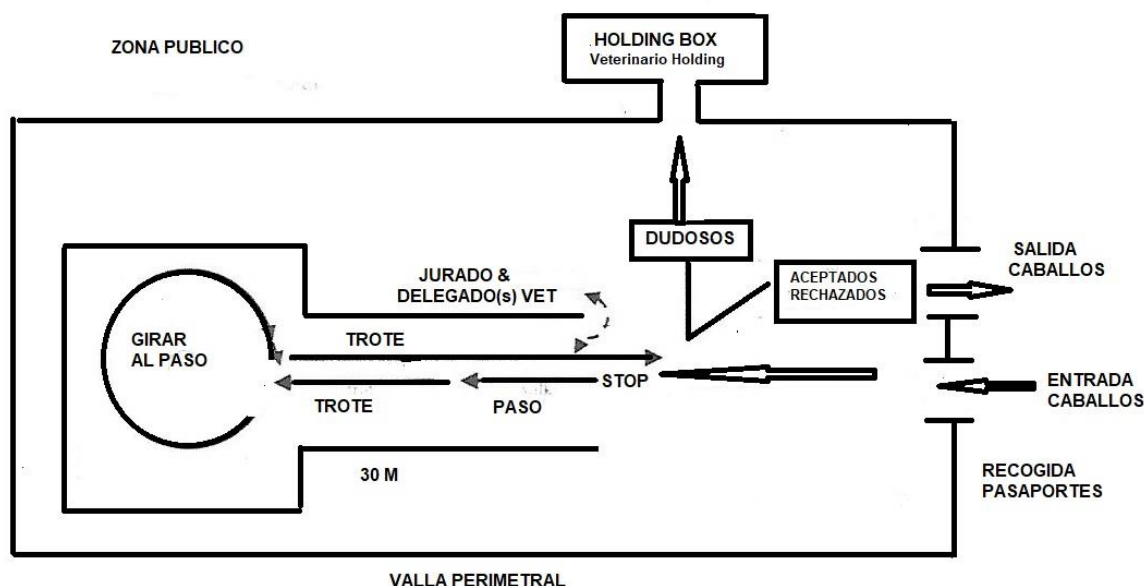 ZONA PUBLICO
HOLDING BOX
Veterinario Holding
DUDOSOS
ACEPTADOS
RECHAZADOS
SALIDA
CABALLOS
JURADO &
DELEGADO(s) VET
GIRAR
AL PASO
TROTE
STOP
TROTE
PASO
ENTRADA
CABALLOS
30 M
RECOGIDA
PASAPORTES
VALLA PERIMETRAL